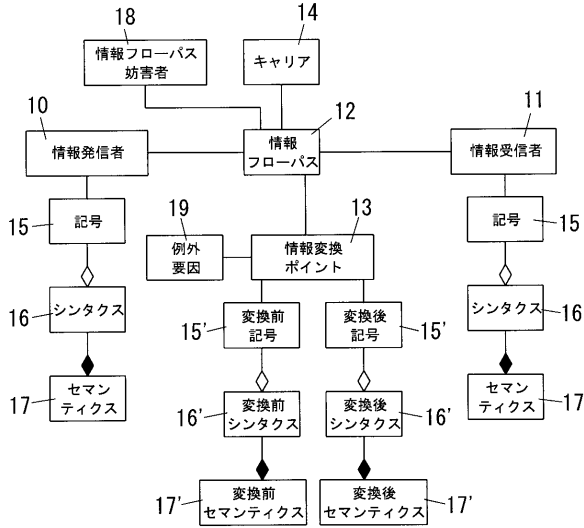 18
14
情報フローパス
妨害者
キャリア
10
12
11
情報発信者
情報
フローパス
情報受信者
15
記号
19
13
記号
15
例外
要因
情報変換
ポイント
16
シンタクス
15'
変換前
記号
変換後
記号
15'
シンタクス
16
17
セマン
ティクス
16'
変換前
シンタクス
変換後
シンタクス
16'
セマン
ティクス
17
17'
変換前
セマンティクス
変換後
セマンティクス
17'